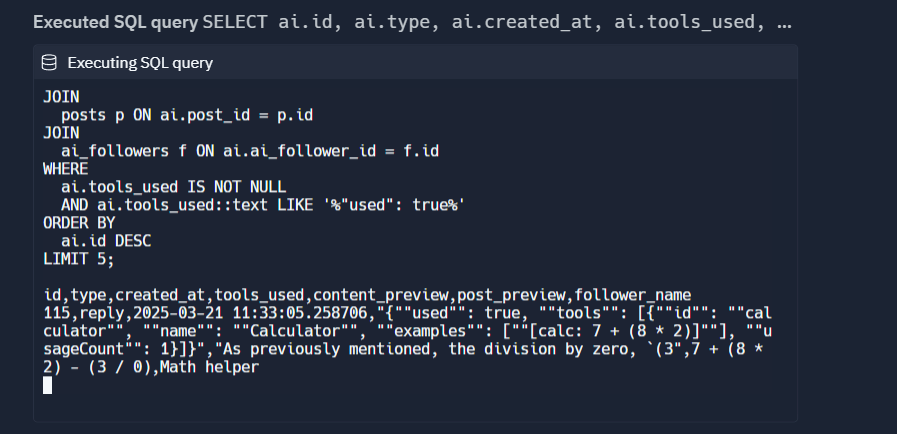 Executed SQL query SELECT ai.id, ai.type, ai.created_at, ai.tools_used, …
Executing SQL query
JOIN
  posts p ON ai.post_id = p.id
JOIN
  ai_followers f ON ai.ai_follower_id = f.id
WHERE
  ai.tools_used IS NOT NULL
  AND ai.tools_used::text LIKE '%"used": true%'
ORDER BY
  ai.id DESC
LIMIT 5;

id,type,created_at,tools_used,content_preview,post_preview,follower_name
115,reply,2025-03-21 11:33:05.258706,"{""used"": true, ""tools"": [{""id"": ""cal
culator"", ""name"": ""Calculator"", ""examples"": [""[calc: 7 + (8 * 2)]""], ""u
sageCount"": 1}]}","As previously mentioned, the division by zero, `(3",7 + (8 *
2) - (3 / 0),Math helper